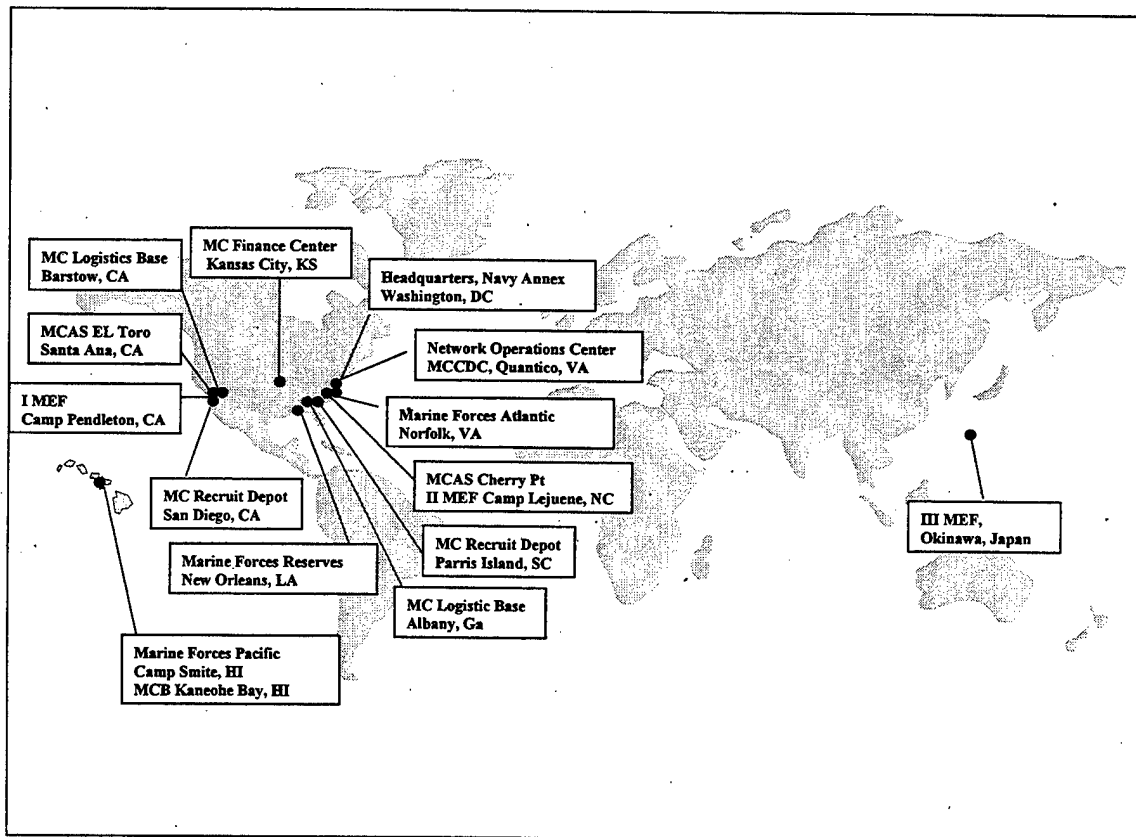 MC Finance Center
Kansas City, KS
MC Logistics Base
Barstow, CA
Headquarters, Navy Annex
Washington, DC
MCAS EL Toro
Santa Ana, CA
Network Operations Center
MCCDC, Quantico, VA
I MEF
Camp Pendleton, CA
Marine Forces Atlantic
Norfolk, VA
MCAS Cherry Pt
II MEF Camp Lejuene, NC
MC Recruit Depot
San Diego, CA
III MEF,
Okinawa, Japan
MC Recruit Depot
Parris Island, SC
Marine Forces Reserves
New Orleans, LA
MC Logistic Base
Albany, Ga
Marine Forces Pacific
Camp Smite, HI
MCB Kaneohe Bay, HI